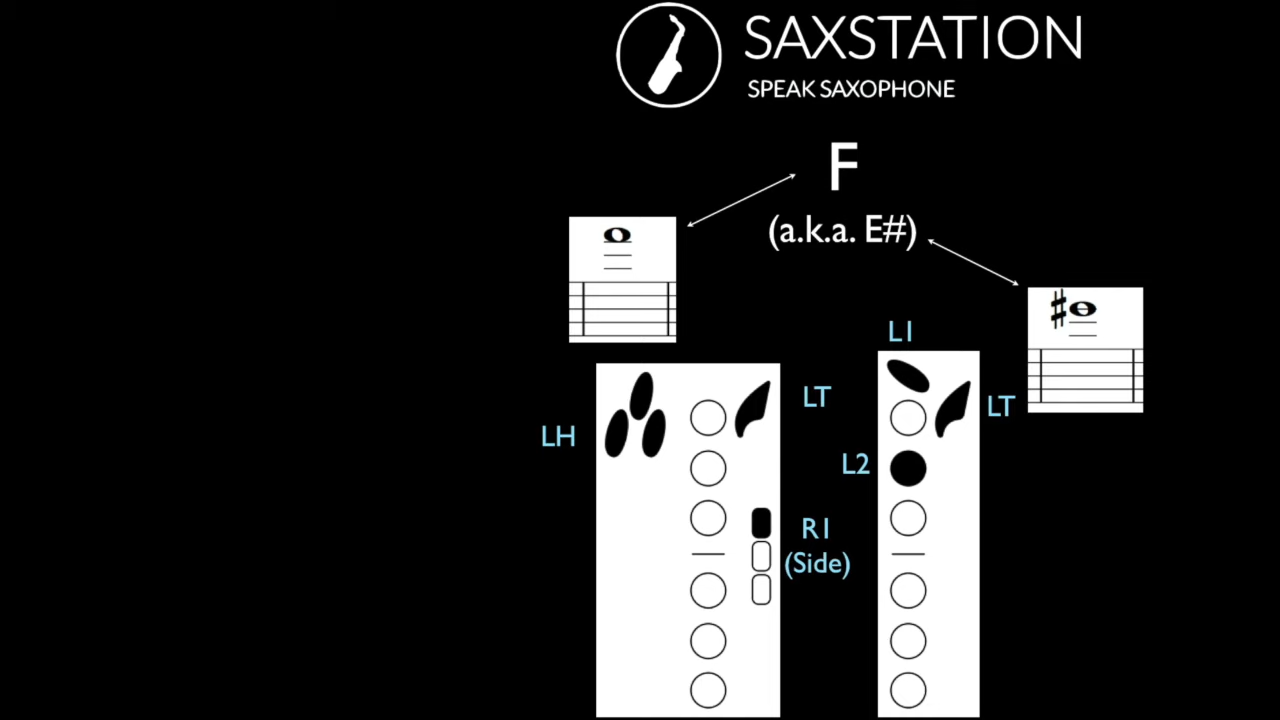 SAXSTATION
SPEAK SAXOPHONE
F
(a.k.a. E#)
L1
LT
LT
LH
L2
R1
(Side)